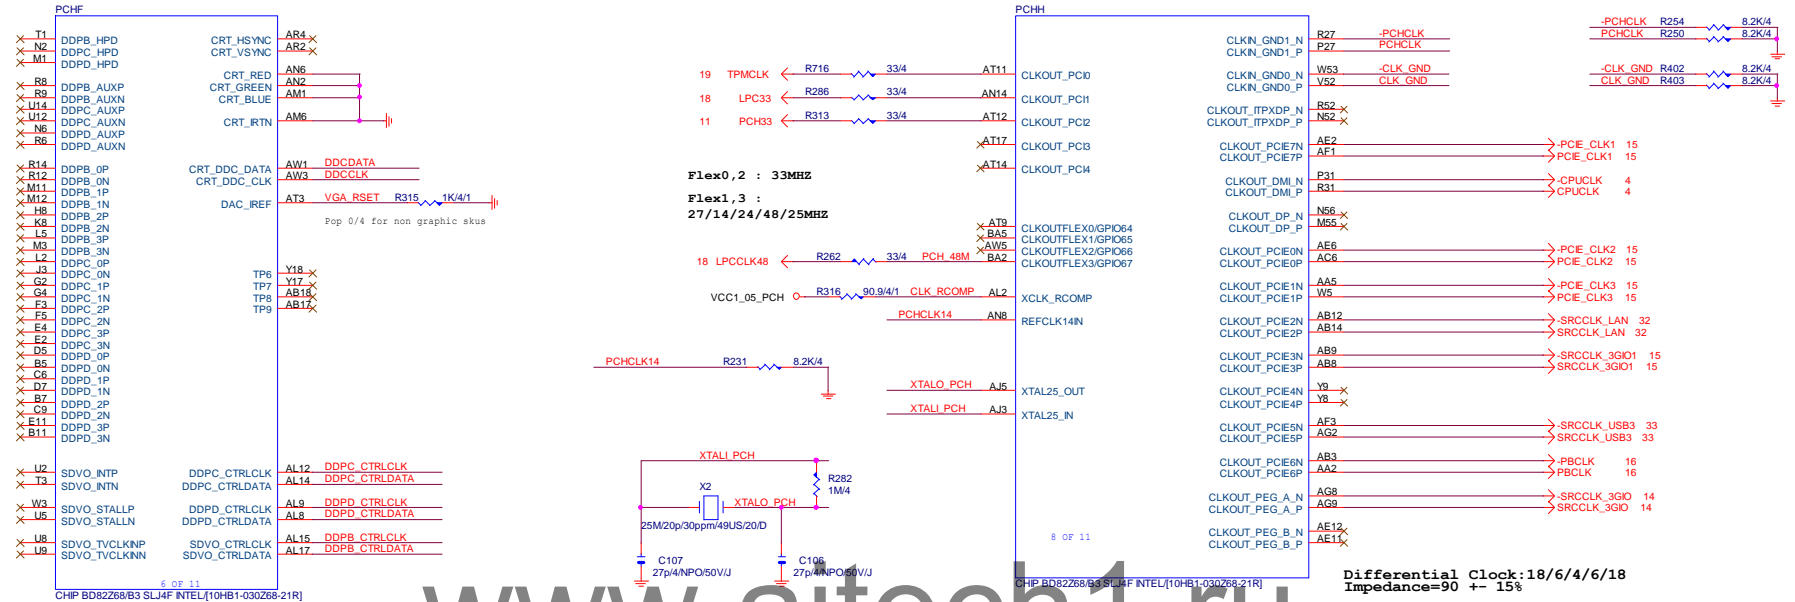 PCHF
T1 DDPB_HPD
N2 DDPC_HPD
M1 DDPD_HPD
R8 DDPB_AUXP
R9 DDPB_AUXN
U14 DDPC_AUXP
U12 DDPC_AUXN
N6 DDPD_AUXP
R6 DDPD_AUXN
R14 DDPB_0P
R12 DDPB_0N
M11 DDPB_1P
M12 DDPB_1N
H8 DDPB_2P
K8 DDPB_2N
L5 DDPB_3P
M3 DDPB_3N
L2 DDPC_0P
J3 DDPC_0N
G2 DDPC_1P
G4 DDPC_1N
F3 DDPC_2P
F5 DDPC_2N
E4 DDPC_3P
E2 DDPC_3N
D5 DDPD_0P
B5 DDPD_0N
C6 DDPD_1P
D7 DDPD_1N
B7 DDPD_2P
C9 DDPD_2N
E11 DDPD_3P
B11 DDPD_3N
U2 SDVO_INTP
T3 SDVO_INTN
W3 SDVO_STALLP
U5 SDVO_STALLN
U8 SDVO_TVCLKINP
U9 SDVO_TVCLKINN
CRT_HSYNC AR4
CRT_VSYNC AR2
CRT_RED AN6
CRT_GREEN AN2
CRT_BLUE AM1
CRT_IRTN AM6
CRT_DDC_DATA AW1 DDCDATA
CRT_DDC_CLK AW3 DDCCLK
DAC_IREF AT3 VGA_RSET R315 1K/4/1
Pop 0/4 for non graphic skus
TP6 Y18
TP7 Y17
TP8 AB18
TP9 AB17
DDPC_CTRLCLK AL12 DDPC_CTRLCLK
DDPC_CTRLDATA AL14 DDPC_CTRLDATA
DDPD_CTRLCLK AL9 DDPD_CTRLCLK
DDPD_CTRLDATA AL8 DDPD_CTRLDATA
SDVO_CTRLCLK AL15 DDPB_CTRLCLK
SDVO_CTRLDATA AL17 DDPB_CTRLDATA
6 OF 11
CHIP BD82Z68/B3 SLJ4F INTEL/[10HB1-030Z68-21R]
PCHH
19 TPMCLK R716 33/4 AT11 CLKOUT_PCI0
18 LPC33 R286 33/4 AN14 CLKOUT_PCI1
11 PCH33 R313 33/4 AT12 CLKOUT_PCI2
AT17 CLKOUT_PCI3
AT14 CLKOUT_PCI4
Flex0,2 : 33MHZ
Flex1,3 :
27/14/24/48/25MHZ
AT9 CLKOUTFLEX0/GPIO64
BA5 CLKOUTFLEX1/GPIO65
AW5 CLKOUTFLEX2/GPIO66
18 LPCCLK48 R262 33/4 PCH_48M BA2 CLKOUTFLEX3/GPIO67
VCC1_05_PCH R316 90.9/4/1 CLK_RCOMP AL2 XCLK_RCOMP
PCHCLK14 AN8 REFCLK14IN
PCHCLK14 R231 8.2K/4
XTALO_PCH AJ5 XTAL25_OUT
XTALI_PCH AJ3 XTAL25_IN
XTALI_PCH
R282
1M/4
X2
XTALO_PCH
25M/20p/30ppm/49US/20/D
C107
27p/4/NPO/50V/J
C106
27p/4/NPO/50V/J
CLKIN_GND1_N R27 -PCHCLK
CLKIN_GND1_P P27 PCHCLK
CLKIN_GND0_N W53 -CLK_GND
CLKIN_GND0_P V52 CLK_GND
CLKOUT_ITPXDP_N R52
CLKOUT_ITPXDP_P N52
CLKOUT_PCIE7N AE2 -PCIE_CLK1 15
CLKOUT_PCIE7P AF1 PCIE_CLK1 15
CLKOUT_DMI_N P31 -CPUCLK 4
CLKOUT_DMI_P R31 CPUCLK 4
CLKOUT_DP_N N56
CLKOUT_DP_P M55
CLKOUT_PCIE0N AE6 -PCIE_CLK2 15
CLKOUT_PCIE0P AC6 PCIE_CLK2 15
CLKOUT_PCIE1N AA5 -PCIE_CLK3 15
CLKOUT_PCIE1P W5 PCIE_CLK3 15
CLKOUT_PCIE2N AB12 -SRCCLK_LAN 32
CLKOUT_PCIE2P AB14 SRCCLK_LAN 32
CLKOUT_PCIE3N AB9 -SRCCLK_3GIO1 15
CLKOUT_PCIE3P AB8 SRCCLK_3GIO1 15
CLKOUT_PCIE4N Y9
CLKOUT_PCIE4P Y8
CLKOUT_PCIE5N AF3 -SRCCLK_USB3 33
CLKOUT_PCIE5P AG2 SRCCLK_USB3 33
CLKOUT_PCIE6N AB3 -PBCLK 16
CLKOUT_PCIE6P AA2 PBCLK 16
CLKOUT_PEG_A_N AG8 -SRCCLK_3GIO 14
CLKOUT_PEG_A_P AG9 SRCCLK_3GIO 14
CLKOUT_PEG_B_N AE12
CLKOUT_PEG_B_P AE11
8 OF 11
CHIP BD82Z68/B3 SLJ4F INTEL/[10HB1-030Z68-21R]
-PCHCLK R254 8.2K/4
PCHCLK R250 8.2K/4
-CLK_GND R402 8.2K/4
CLK_GND R403 8.2K/4
Differential Clock:18/6/4/6/18
Impedance=90 +- 15%
www.sitech1.ru